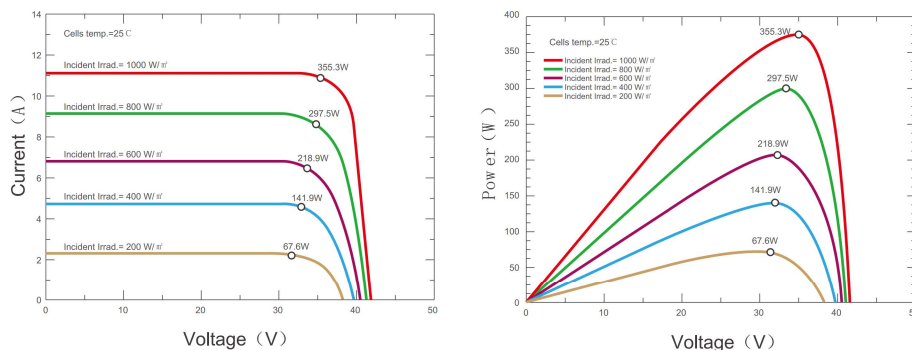 14
12
10
8
6
4
2
0
Current（A）
Cells temp.=25℃
Incident Irrad.= 1000 W/㎡
355.3W
Incident Irrad.= 800 W/㎡
297.5W
Incident Irrad.= 600 W/㎡
218.9W
Incident Irrad.= 400 W/㎡
141.9W
Incident Irrad.= 200 W/㎡
67.6W
0 10 20 30 40 50
Voltage（V）
400
350
300
250
200
150
100
50
0
Power(W)
Cells temp.=25℃
Incident Irrad.= 1000 W/㎡
Incident Irrad.= 800 W/㎡
Incident Irrad.= 600 W/㎡
Incident Irrad.= 400 W/㎡
Incident Irrad.= 200 W/㎡
355.3W
297.5W
218.9W
141.9W
67.6W
0 10 20 30 40 50
Voltage（V）